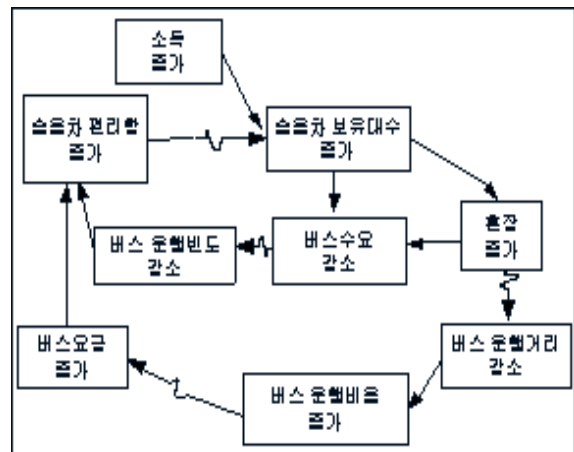 소득
증가
승용차 편리함
증가
승용차 보유대수
증가
혼잡
증가
버스수요
감소
버스 운행빈도
감소
버스 운행거리
감소
버스요금
증가
버스 운행비용
증가